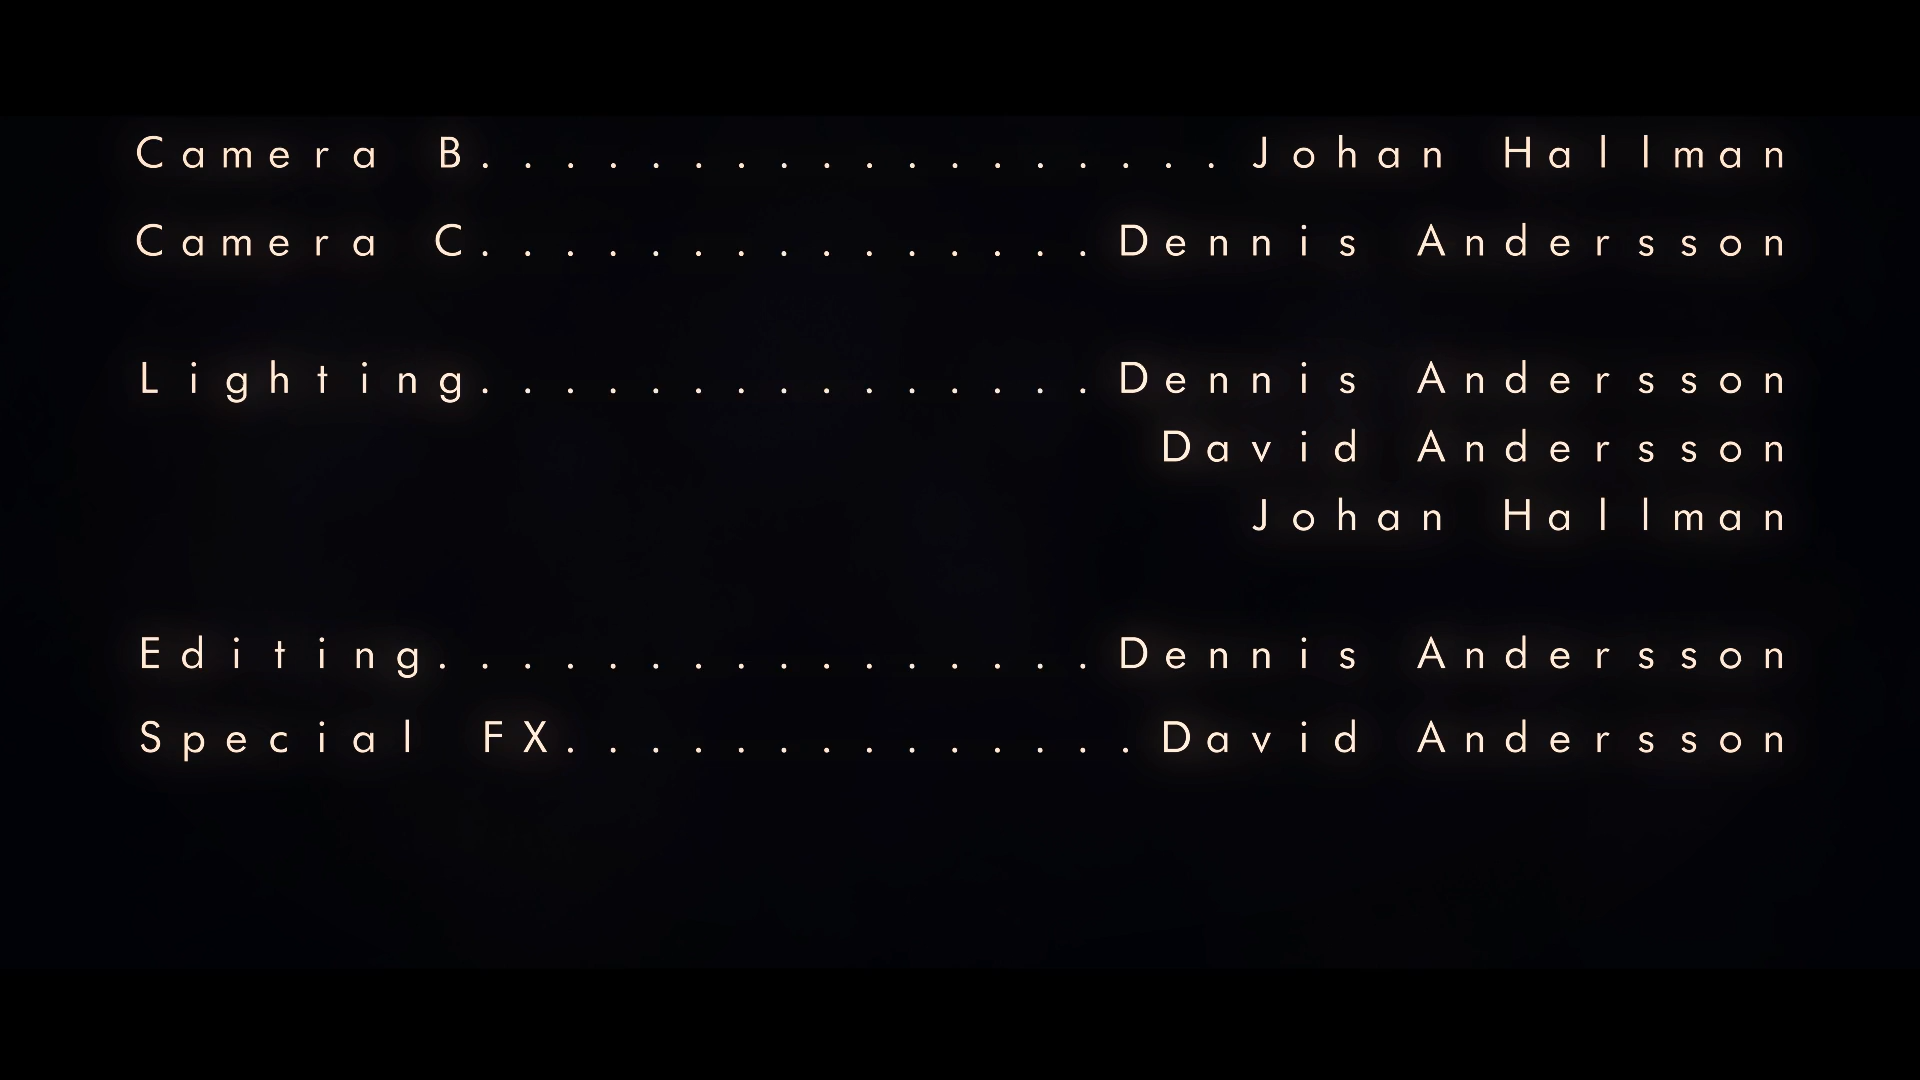 Camera B. . . . . . . . . . . . . . . . . . Johan Hallman
Camera C. . . . . . . . . . . . . . . Dennis Andersson
Lighting. . . . . . . . . . . . . . . Dennis Andersson
David Andersson
Johan Hallman
Editing. . . . . . . . . . . . . . . . Dennis Andersson
Special FX. . . . . . . . . . . . . . David Andersson